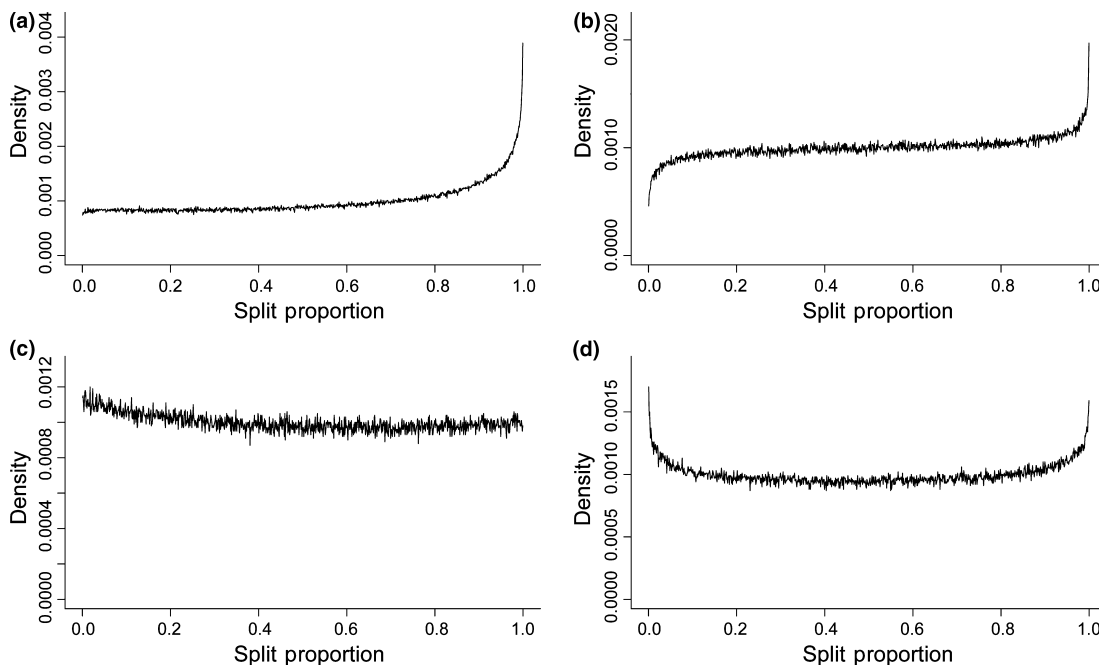 (a)
Density
0.000 0.001 0.002 0.003 0.004
0.0 0.2 0.4 0.6 0.8 1.0
Split proportion
(b)
Density
0.0000 0.0010 0.0020
0.0 0.2 0.4 0.6 0.8 1.0
Split proportion
(c)
Density
0.0000 0.0004 0.0008 0.0012
0.0 0.2 0.4 0.6 0.8 1.0
Split proportion
(d)
Density
0.0000 0.0005 0.0010 0.0015
0.0 0.2 0.4 0.6 0.8 1.0
Split proportion